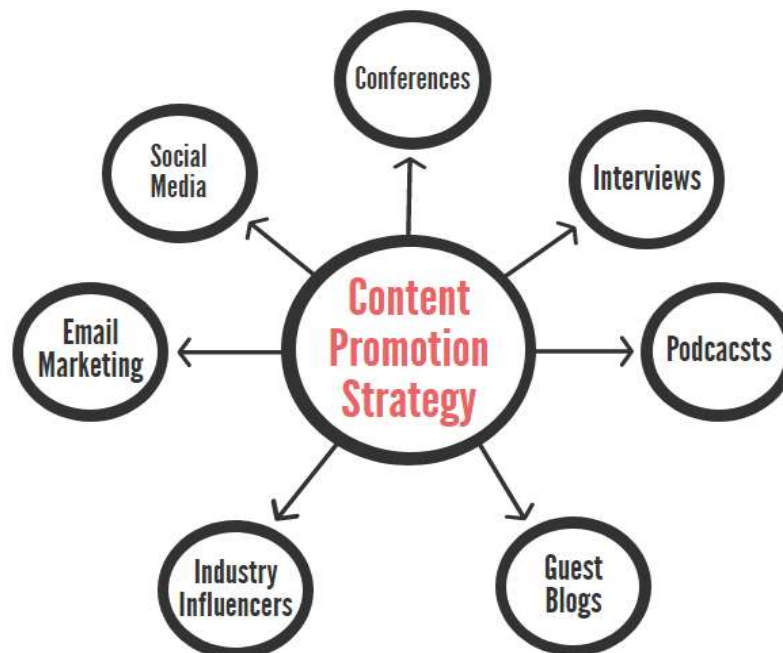 Conferences
Social
Media
Interviews
Content
Promotion
Strategy
Email
Marketing
Podcacsts
Industry
Influencers
Guest
Blogs